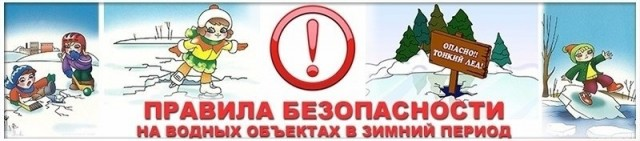 ОПАСНО!!
ТОНКИЙ ЛЕД!
ПРАВИЛА БЕЗОПАСНОСТИ
НА ВОДНЫХ ОБЪЕКТАХ В ЗИМНИЙ ПЕРИОД